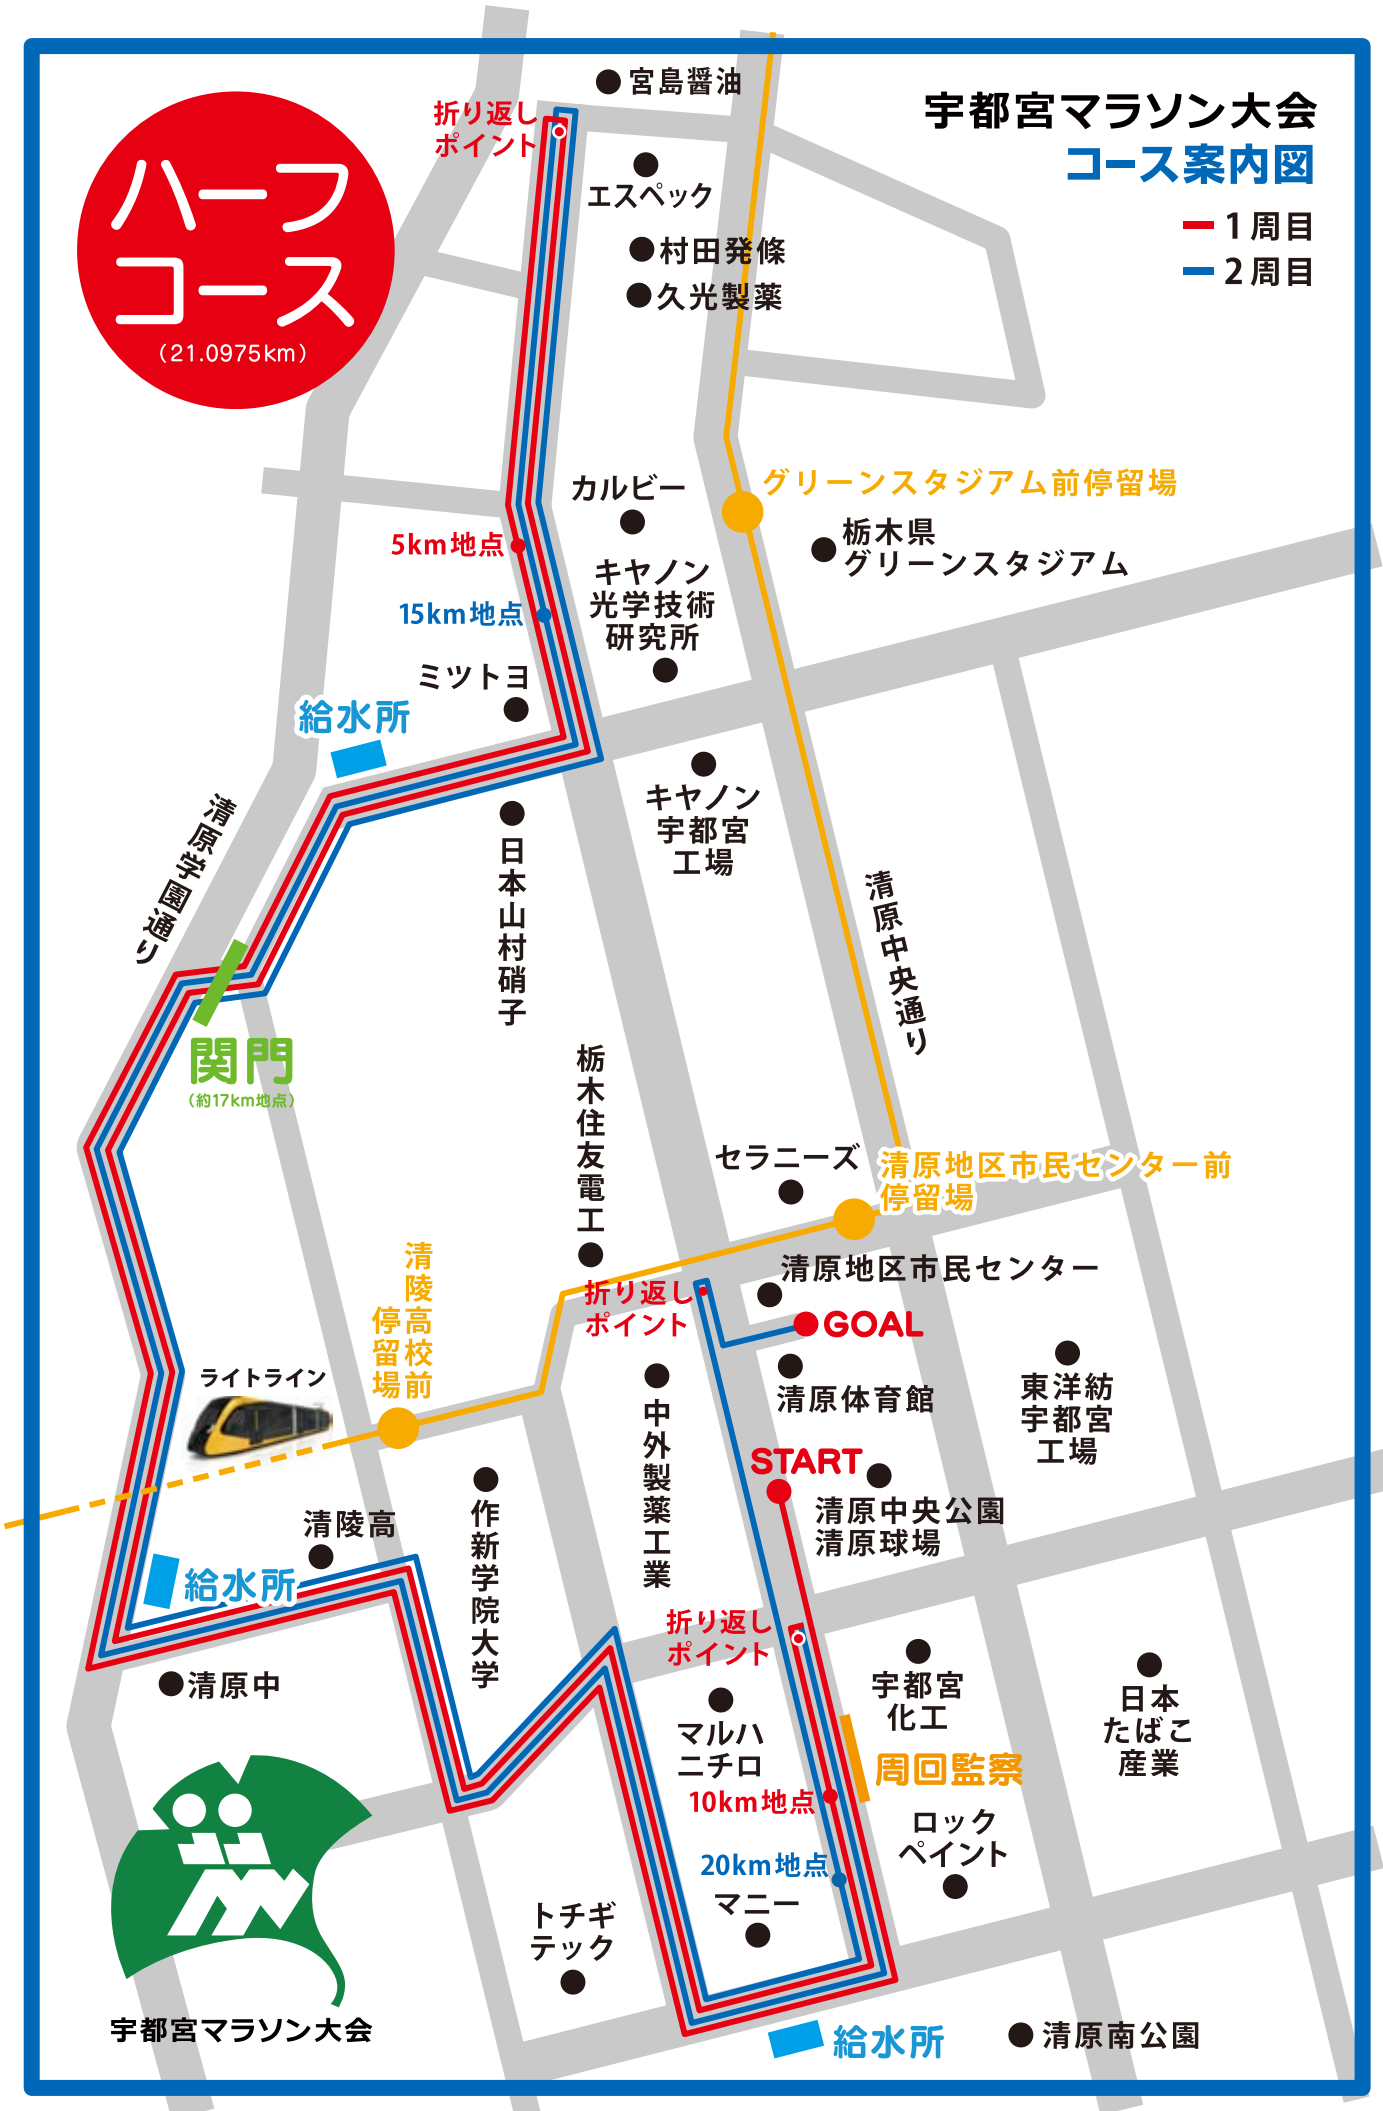 宇都宮マラソン大会
コース案内図
1周目
2周目
ハーフ
コース
(21.0975km)
宮島醤油
折り返し
ポイント
エスペック
村田発條
久光製薬
グリーンスタジアム前停留場
カルビー
栃木県
グリーンスタジアム
5km地点
キヤノン
光学技術
研究所
15km地点
ミツトヨ
給水所
キヤノン
宇都宮
工場
清原学園通り
日本山村硝子
清原中央通り
関門
(約17km地点)
栃木住友電工
セラニーズ
清原地区市民センター前
停留場
清原地区市民センター
折り返し
ポイント
GOAL
清陵高校前
停留場
ライトライン
清原体育館
東洋紡
宇都宮
工場
中外製薬工業
START
清原中央公園
清原球場
作新学院大学
清陵高
給水所
清原中
折り返し
ポイント
宇都宮
化工
日本
たばこ
産業
マルハ
ニチロ
周回監察
10km地点
ロック
ペイント
20km地点
マニー
トチギ
テック
宇都宮マラソン大会
給水所
清原南公園